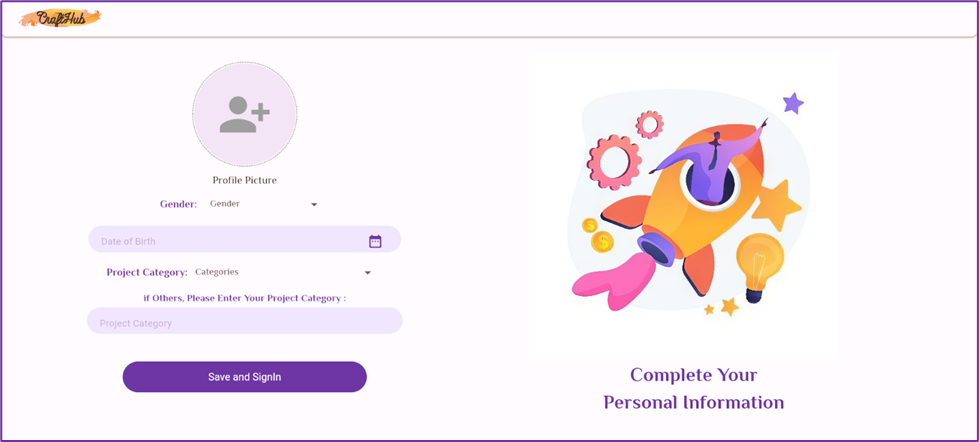 CraftHub
Profile Picture
Gender: Gender
Date of Birth
Project Category: Categories
if Others, Please Enter Your Project Category :
Project Category
Save and SignIn
Complete Your
Personal Information